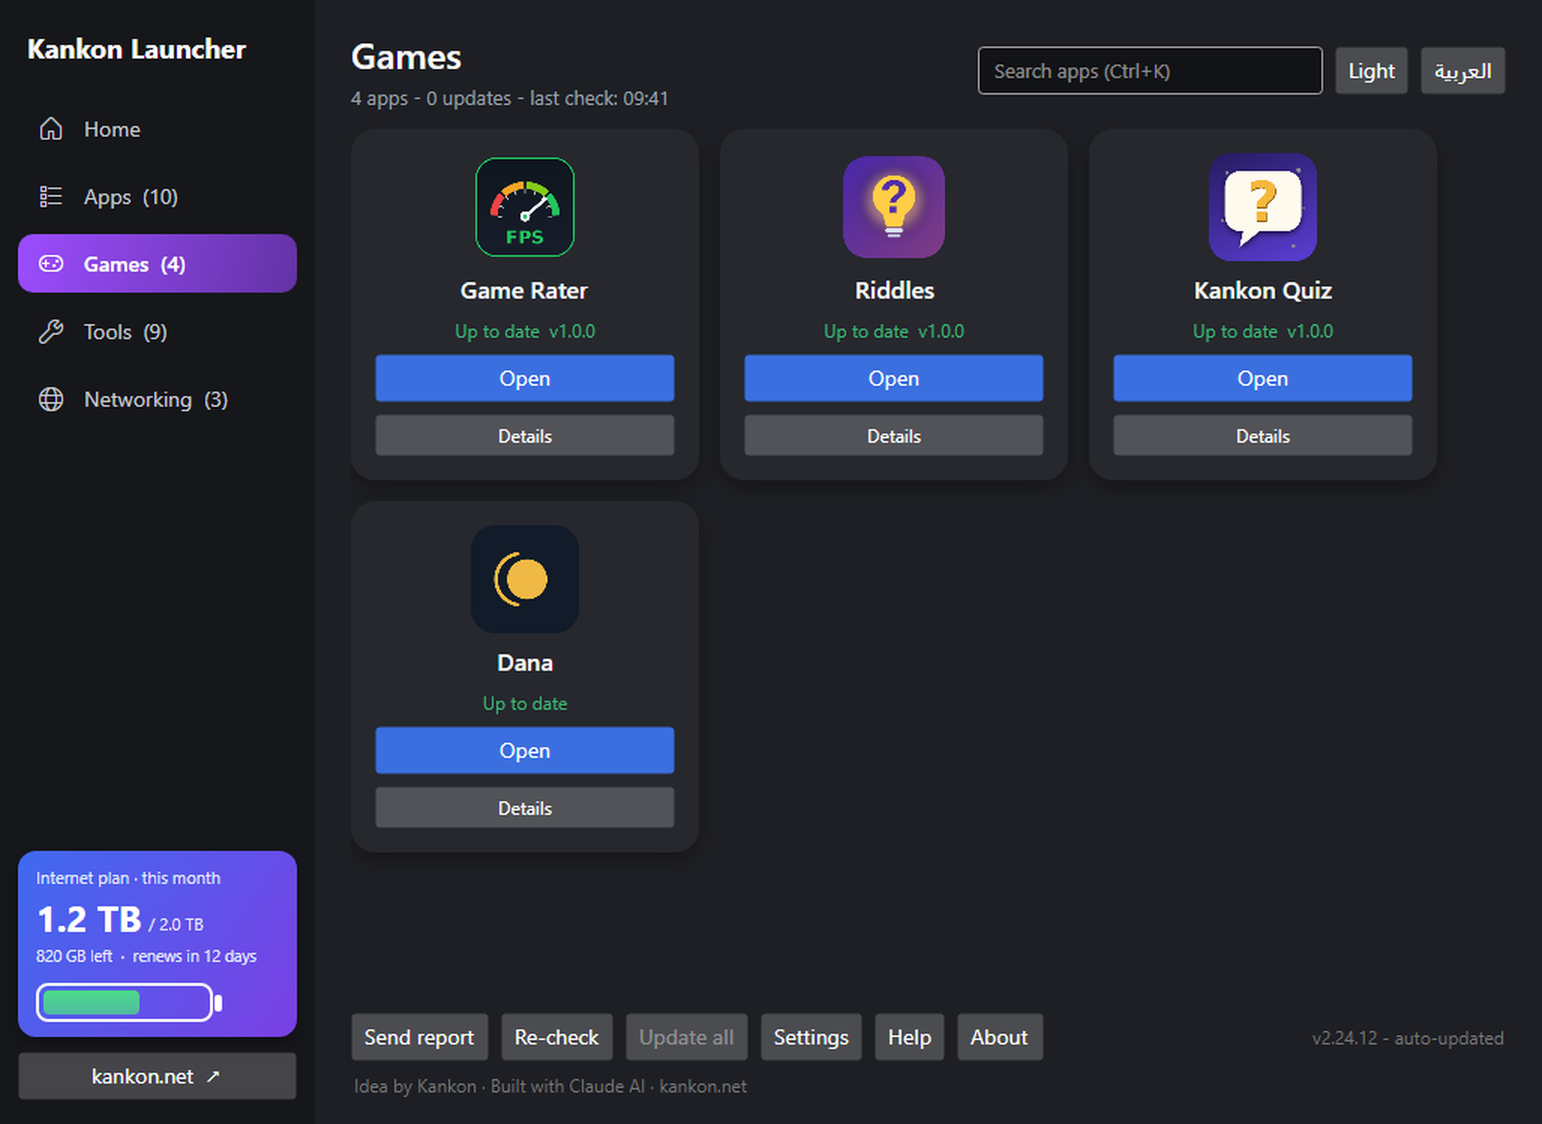 Kankon Launcher
Home
Apps (10)
Games (4)
Tools (9)
Networking (3)
Internet plan · this month
1.2 TB / 2.0 TB
820 GB left · renews in 12 days
kankon.net ↗
Games
4 apps - 0 updates - last check: 09:41
Search apps (Ctrl+K)
Light
العربية
FPS
Game Rater
Up to date v1.0.0
Open
Details
?
Riddles
Up to date v1.0.0
Open
Details
?
Kankon Quiz
Up to date v1.0.0
Open
Details
Dana
Up to date
Open
Details
Send report
Re-check
Update all
Settings
Help
About
v2.24.12 - auto-updated
Idea by Kankon · Built with Claude AI · kankon.net